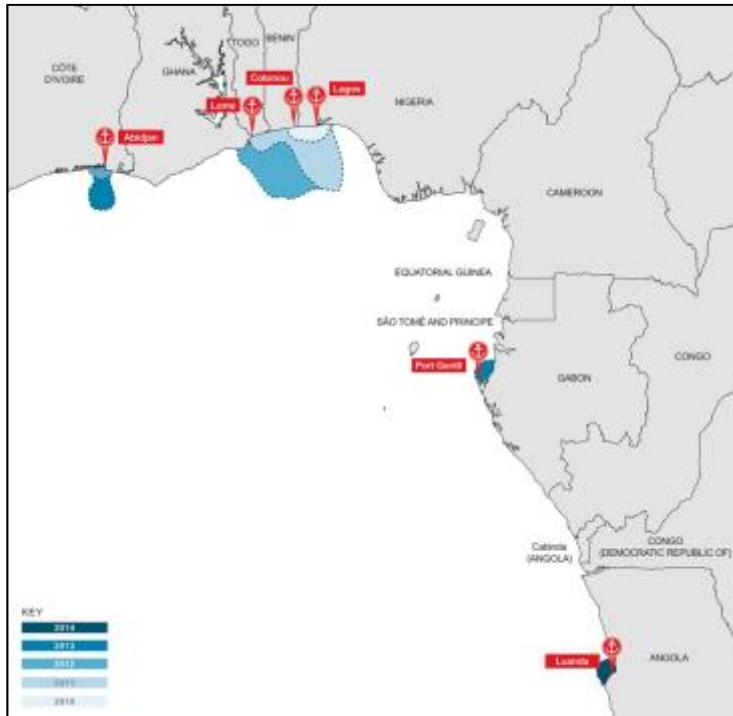 CÔTE
D'IVOIRE
GHANA
TOGO
BENIN
Cotonou
Lagos
Lome
NIGERIA
Abidjan
CAMEROON
EQUATORIAL GUINEA
SÃO TOMÉ AND PRINCIPE
Port Gentil
GABON
CONGO
Cabinda
(ANGOLA)
CONGO
(DEMOCRATIC REPUBLIC OF)
Luanda
ANGOLA
KEY
2014
2013
2012
2011
2010